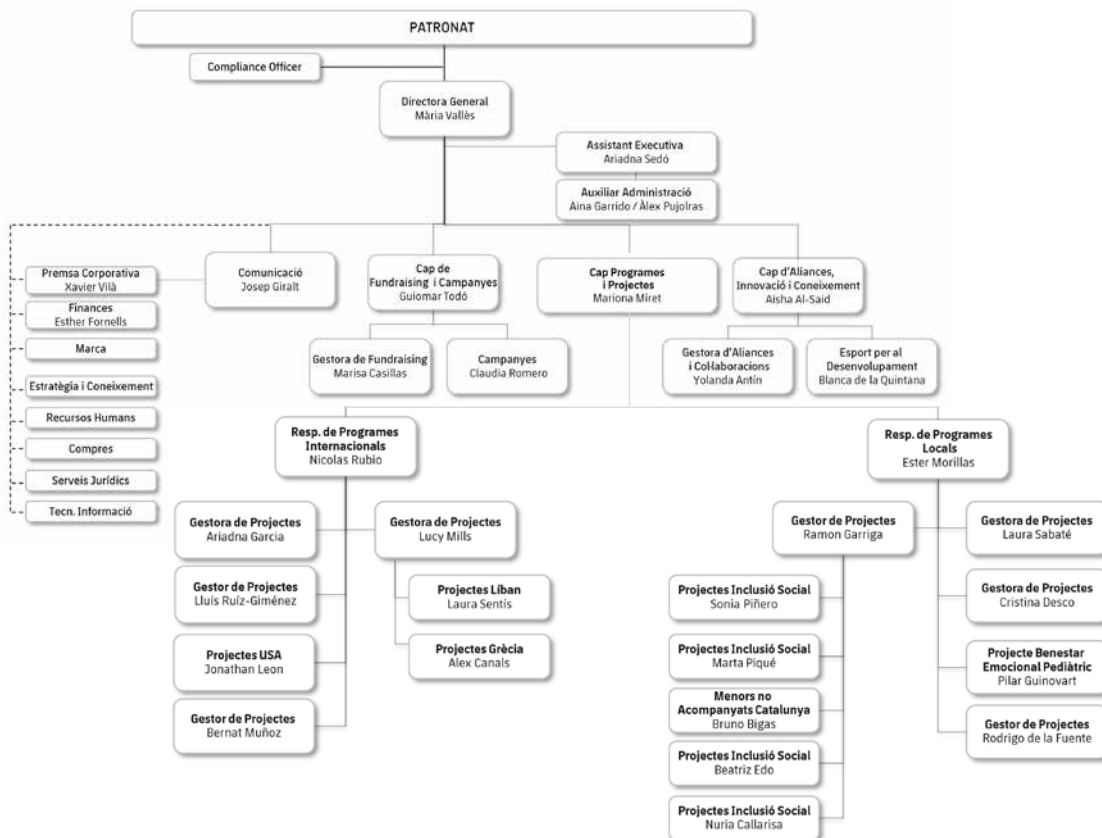 PATRONAT
Compliance Officer
Directora General
Mària Vallès
Assistant Executiva
Ariadna Sedó
Auxiliar Administració
Aina Garrido / Àlex Pujolras
Premsa Corporativa
Xavier Vilà
Comunicació
Josep Giralt
Cap de
Fundraising i Campanyes
Guiomar Todó
Cap Programes
i Projectes
Mariona Miret
Cap d'Aliances,
Innovació i Coneixement
Aisha Al-Said
Finances
Esther Fornells
Marca
Estratègia i Coneixement
Recursos Humans
Compres
Serveis Jurídics
Tecn. Informació
Gestora de Fundraising
Marisa Casillas
Campanyes
Claudia Romero
Gestora d'Aliances
i Col·laboracions
Yolanda Antín
Esport per al
Desenvolupament
Blanca de la Quintana
Resp. de Programes
Internacionals
Nicolas Rubio
Resp. de Programes
Locals
Ester Morillas
Gestora de Projectes
Ariadna Garcia
Gestora de Projectes
Lucy Mills
Gestor de Projectes
Lluís Ruíz-Giménez
Projectes Líban
Laura Sentís
Projectes USA
Jonathan Leon
Projectes Grècia
Alex Canals
Gestor de Projectes
Bernat Muñoz
Gestor de Projectes
Ramon Garriga
Gestora de Projectes
Laura Sabaté
Projectes Inclusió Social
Sonia Piñero
Gestora de Projectes
Cristina Desco
Projectes Inclusió Social
Marta Piqué
Projecte Benestar
Emocional Pediàtric
Pilar Guinovart
Menors no
Acompanyats Catalunya
Bruno Bigas
Gestor de Projectes
Rodrigo de la Fuente
Projectes Inclusió Social
Beatriz Edo
Projectes Inclusió Social
Nuria Callarisa